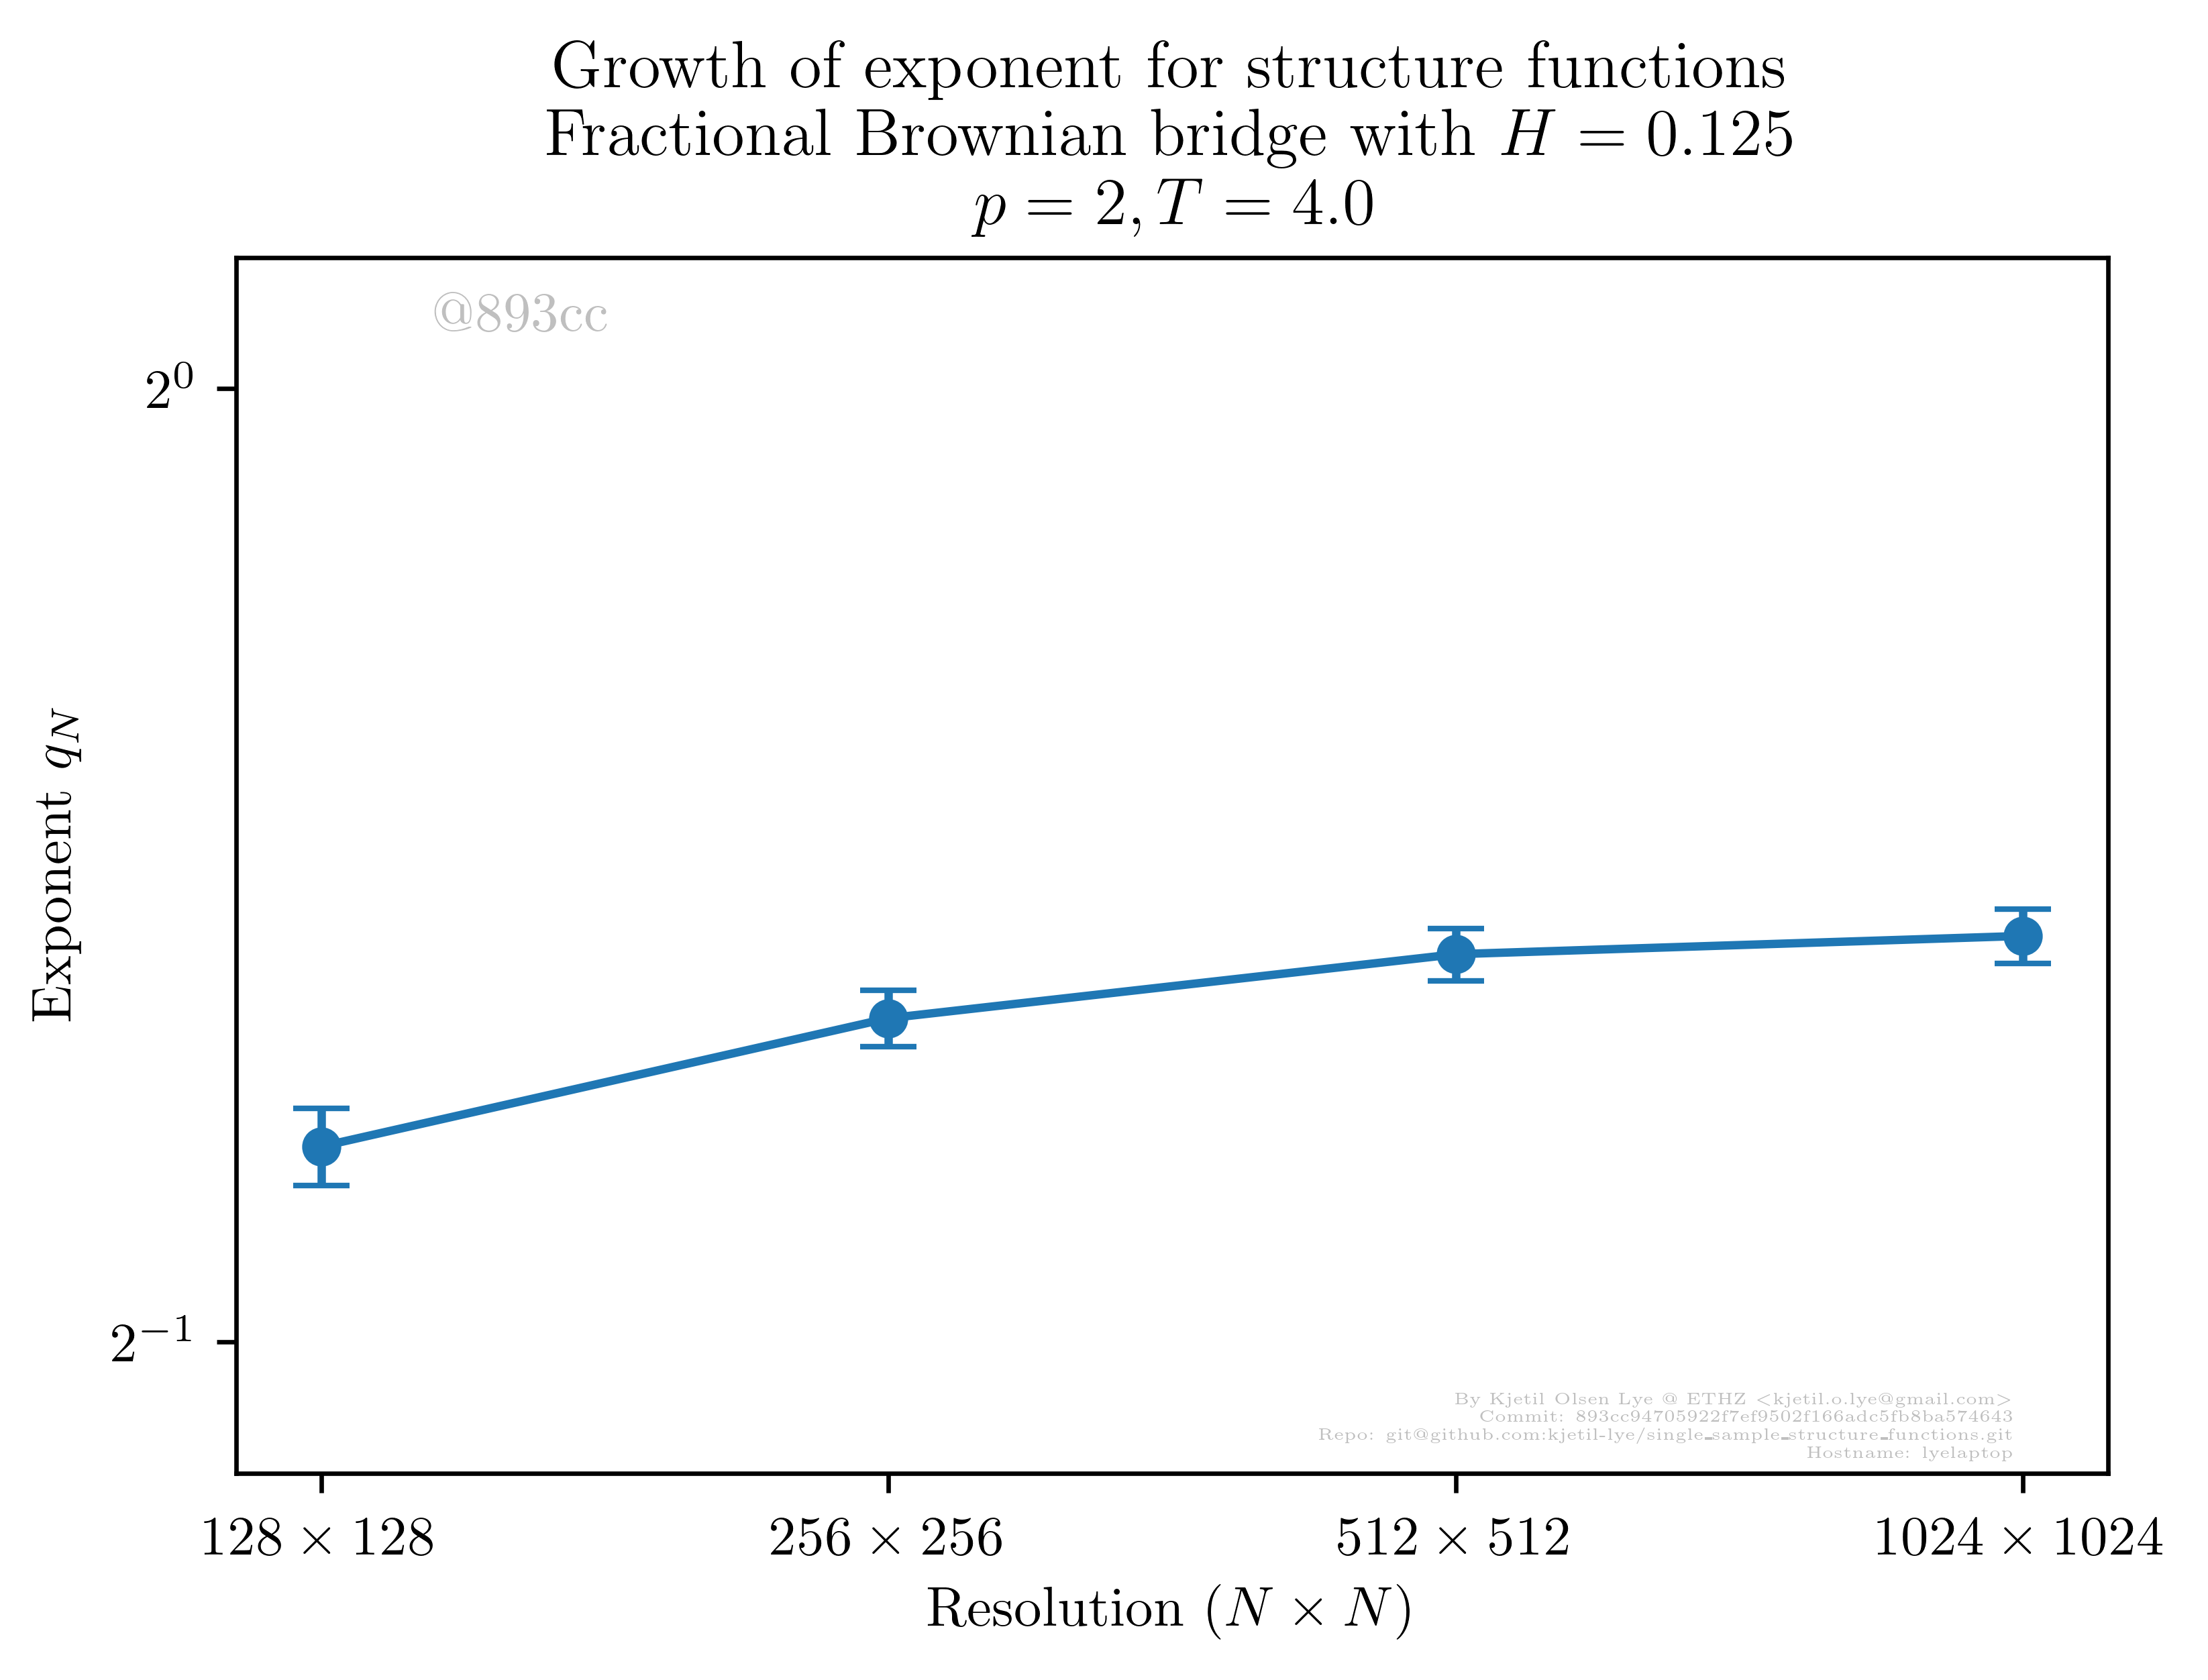 Growth of exponent for structure functions
Fractional Brownian bridge with H = 0.125
p = 2, T = 4.0
@893cc
2⁰
Exponent q_N
2⁻¹
By Kjetil Olsen Lye @ ETHZ <kjetil.o.lye@gmail.com>
Commit: 893cc94705922f7ef9502f166adc5fb8ba574643
Repo: git@github.com:kjetil-lye/single_sample_structure_functions.git
Hostname: lyelaptop
128 × 128 256 × 256 512 × 512 1024 × 1024
Resolution (N × N)